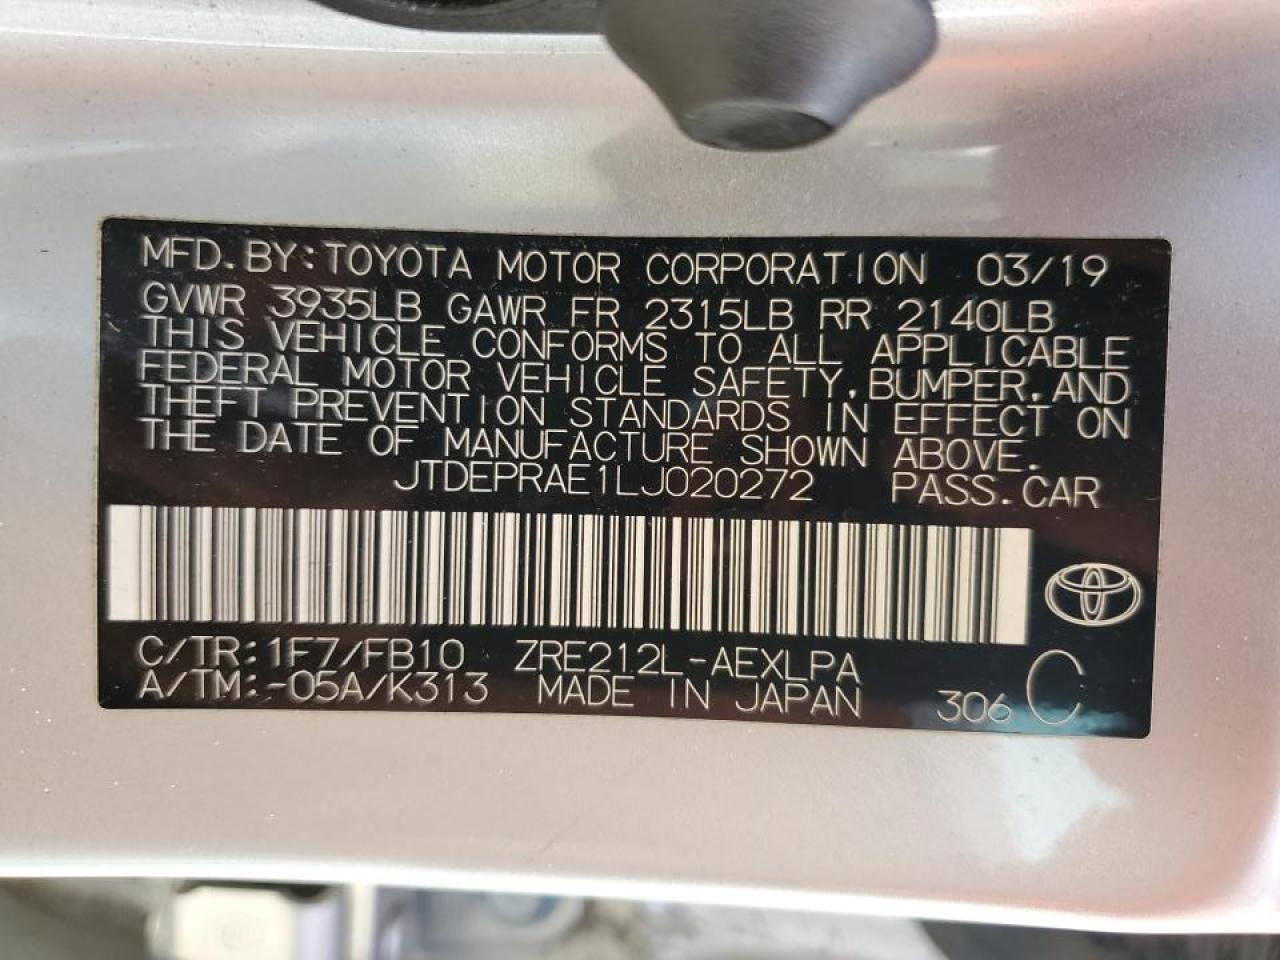 MFD.BY:TOYOTA MOTOR CORPORATION 03/19
GVWR 3935LB GAWR FR 2315LB RR 2140LB
THIS VEHICLE CONFORMS TO ALL APPLICABLE
FEDERAL MOTOR VEHICLE SAFETY,BUMPER,AND
THEFT PREVENTION STANDARDS IN EFFECT ON
THE DATE OF MANUFACTURE SHOWN ABOVE.
JTDEPRAE1LJ020272 PASS.CAR
C/TR:1F7/FB10 ZRE212L-AEXLPA
A/TM:-05A/K313 MADE IN JAPAN 306 C